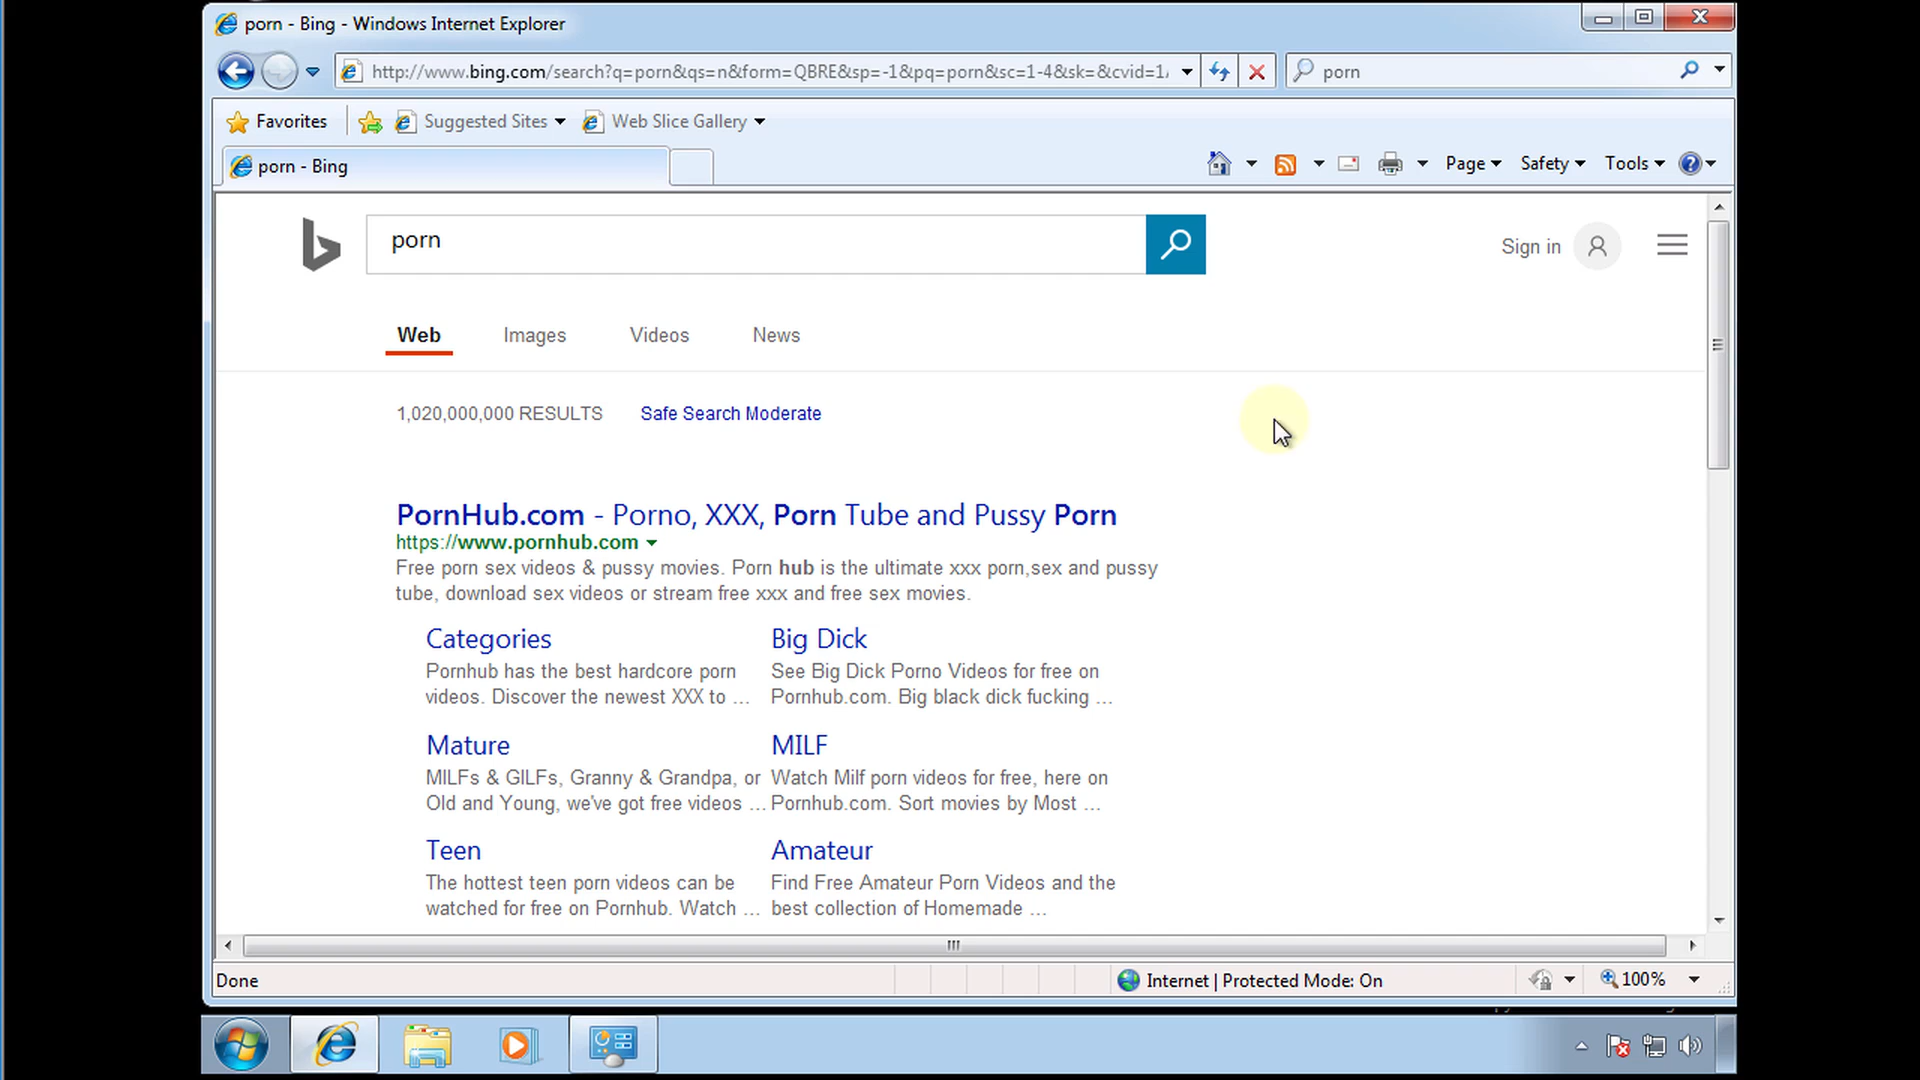 porn - Bing - Windows Internet Explorer
http://www.bing.com/search?q=porn&qs=n&form=QBRE&sp=-1&pq=porn&sc=1-4&sk=&cvid=1
porn
Favorites
Suggested Sites
Web Slice Gallery
porn - Bing
Page
Safety
Tools
porn
Sign in
Web
Images
Videos
News
1,020,000,000 RESULTS
Safe Search Moderate
PornHub.com - Porno, XXX, Porn Tube and Pussy Porn
https://www.pornhub.com
Free porn sex videos & pussy movies. Porn hub is the ultimate xxx porn,sex and pussy
tube, download sex videos or stream free xxx and free sex movies.
Categories
Pornhub has the best hardcore porn
videos. Discover the newest XXX to ...
Big Dick
See Big Dick Porno Videos for free on
Pornhub.com. Big black dick fucking ...
Mature
MILFs & GILFs, Granny & Grandpa, or
Old and Young, we've got free videos ...
MILF
Watch Milf porn videos for free, here on
Pornhub.com. Sort movies by Most ...
Teen
The hottest teen porn videos can be
watched for free on Pornhub. Watch ...
Amateur
Find Free Amateur Porn Videos and the
best collection of Homemade ...
Done
Internet | Protected Mode: On
100%